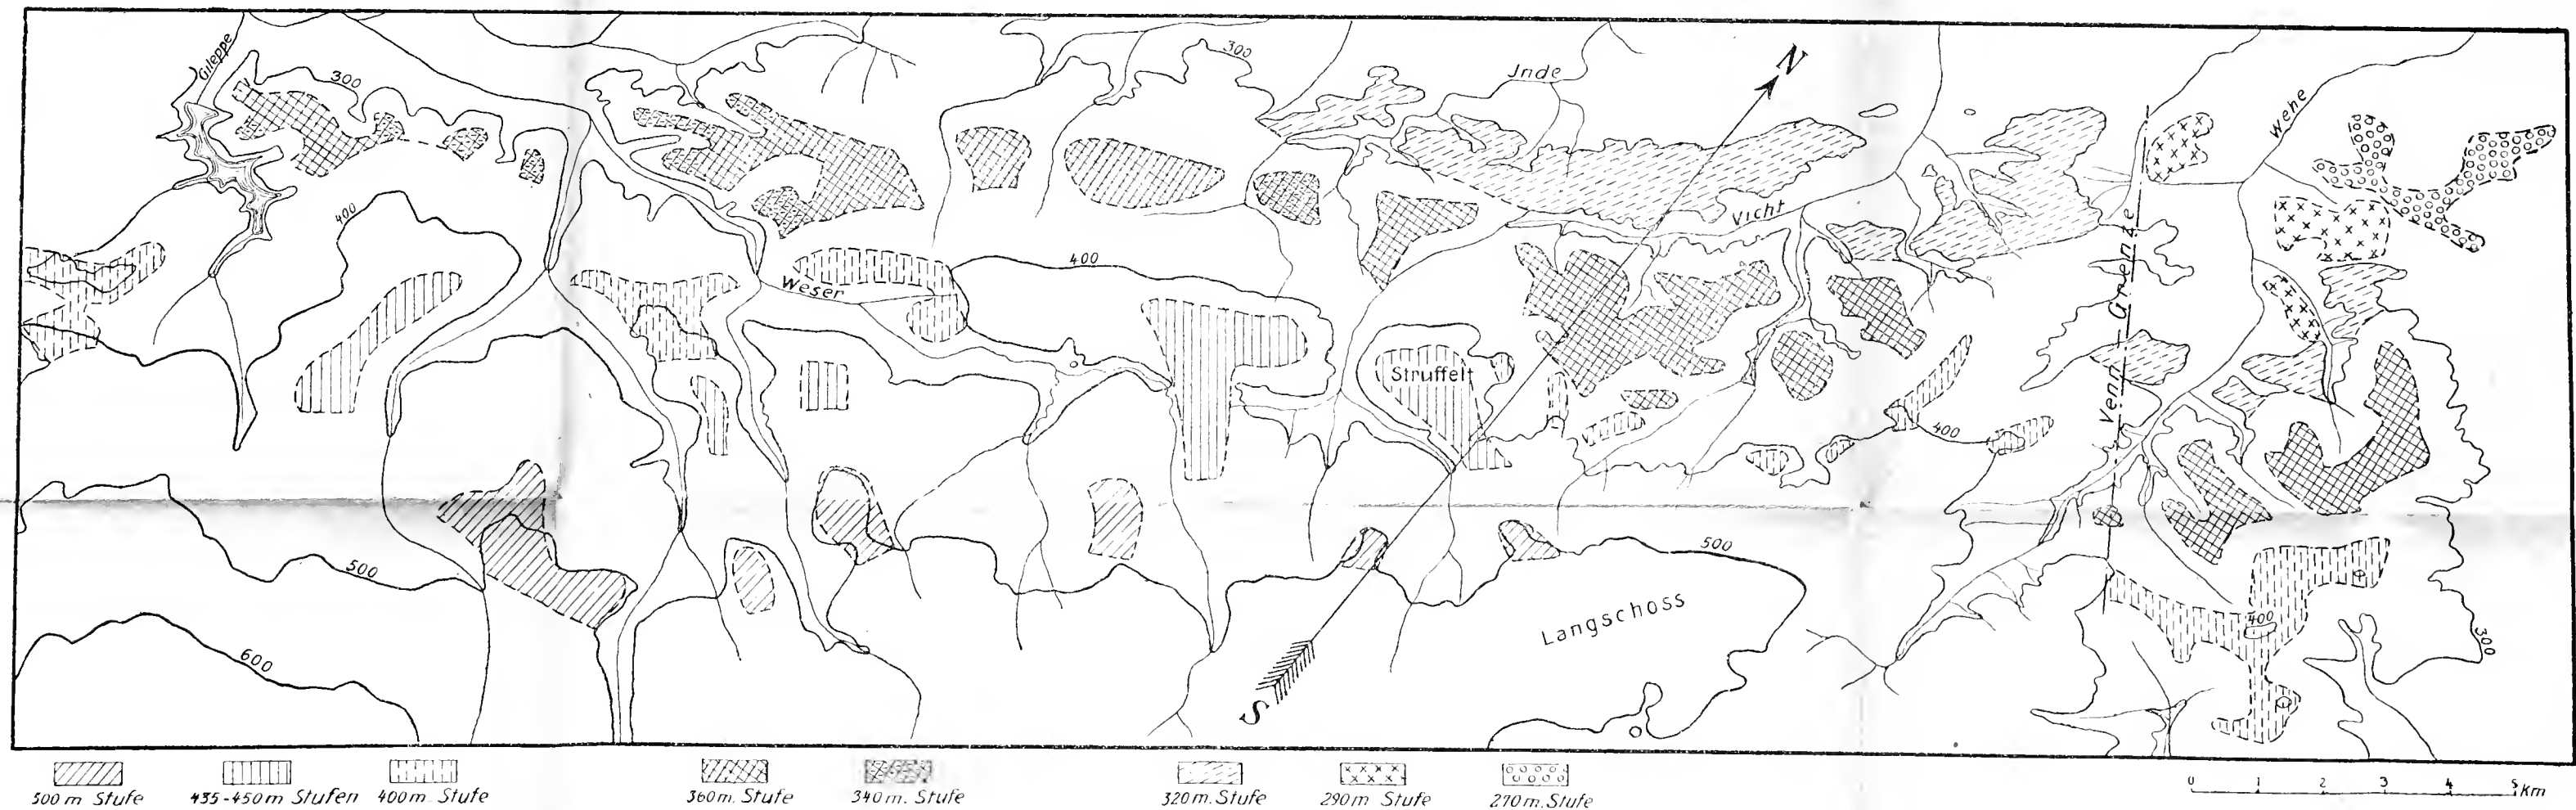 Gileppe
300
300
Jnde
N
Wehe
400
Vicht
400
Weser
Venn-Grenze
Struffelt
400
500
500
Langschoss
600
400
300
S
500 m Stufe
435-450 m Stufen
400 m Stufe
360 m. Stufe
340 m. Stufe
320 m. Stufe
290 m Stufe
270 m. Stufe
0 1 2 3 4 5 km